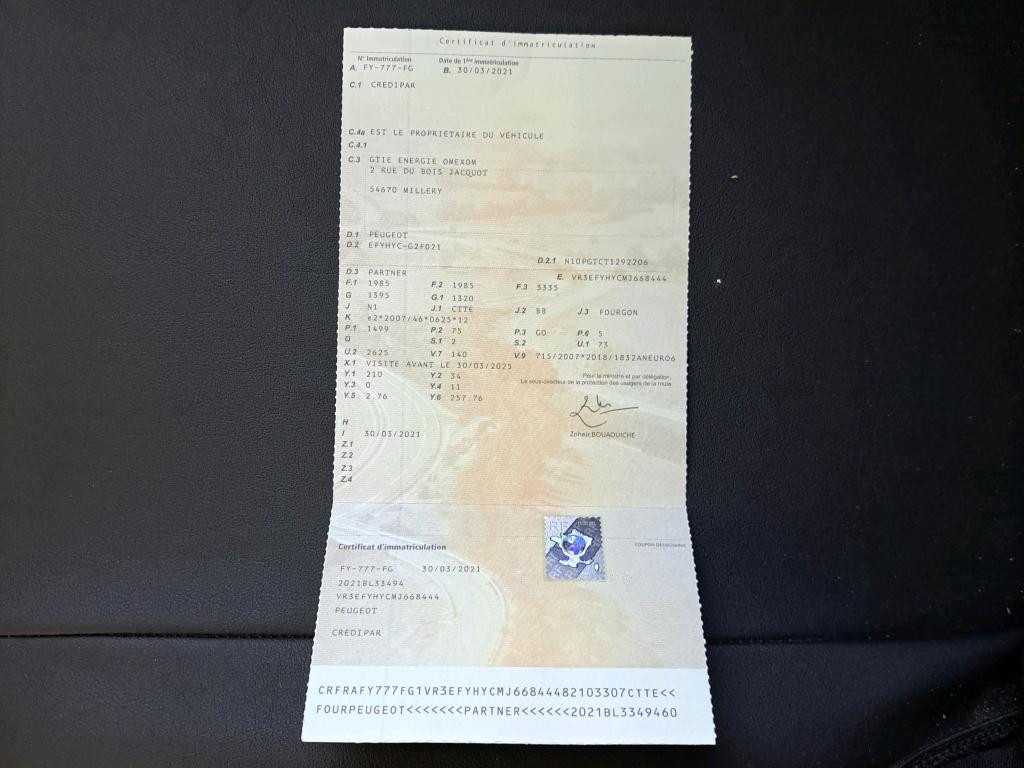 Certificat d'immatriculation
N° Immatriculation Date de 1ère immatriculation
A. FY-777-FG B. 30/03/2021
C.1 CREDIPAR
C.4a EST LE PROPRIÉTAIRE DU VÉHICULE
C.4.1
C.3 GTIE ENERGIE OMEXOM
2 RUE DU BOIS JACQUOT
54670 MILLERY
D.1 PEUGEOT
D.2 EFYHYC-G2F021
D.2.1 N10PGTCT1292206
D.3 PARTNER E. VR3EFYHYCMJ668444
F.1 1985 F.2 1985 F.3 3335
G 1395 G.1 1320
J N1 J.1 CTTE J.2 BB J.3 FOURGON
K e2*2007/46*0625*12
P.1 1499 P.2 75 P.3 GO P.6 5
Q S.1 2 S.2 U.1 73
U.2 2625 V.7 140 V.9 715/2007*2018/1832ANEURO6
X.1 VISITE AVANT LE 30/03/2025
Y.1 210 Y.2 34
Y.3 0 Y.4 11
Y.5 2.76 Y.6 257.76
Pour le ministre et par délégation,
Le sous-directeur de la protection des usagers de la route
Zoheir BOUAOUICHE
H
I 30/03/2021
Z.1
Z.2
Z.3
Z.4
Certificat d'immatriculation COUPON DÉTACHABLE
RF
FY-777-FG 30/03/2021
2021BL33494
VR3EFYHYCMJ668444
PEUGEOT
CREDIPAR
CRFRAFY777FG1VR3EFYHYCMJ66844482103307CTTE<<
FOURPEUGEOT<<<<<<<PARTNER<<<<<<2021BL3349460